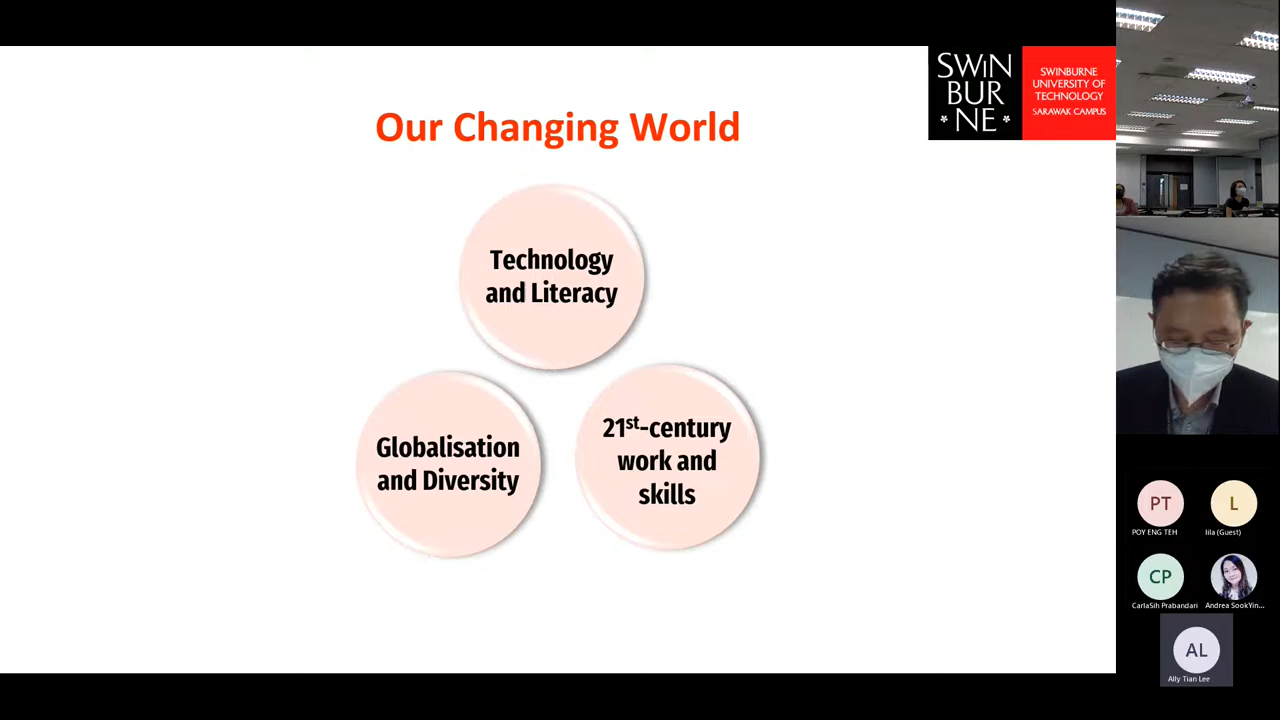 Our Changing World
SWIN
BUR
NE
SWINBURNE
UNIVERSITY OF
TECHNOLOGY
SARAWAK CAMPUS
Technology
and Literacy
Globalisation
and Diversity
21st-century
work and
skills
PT
POY ENG TEH
L
lila (Guest)
CP
CarlaSih Prabandari
Andrea SookYin...
AL
Ally Tian Lee